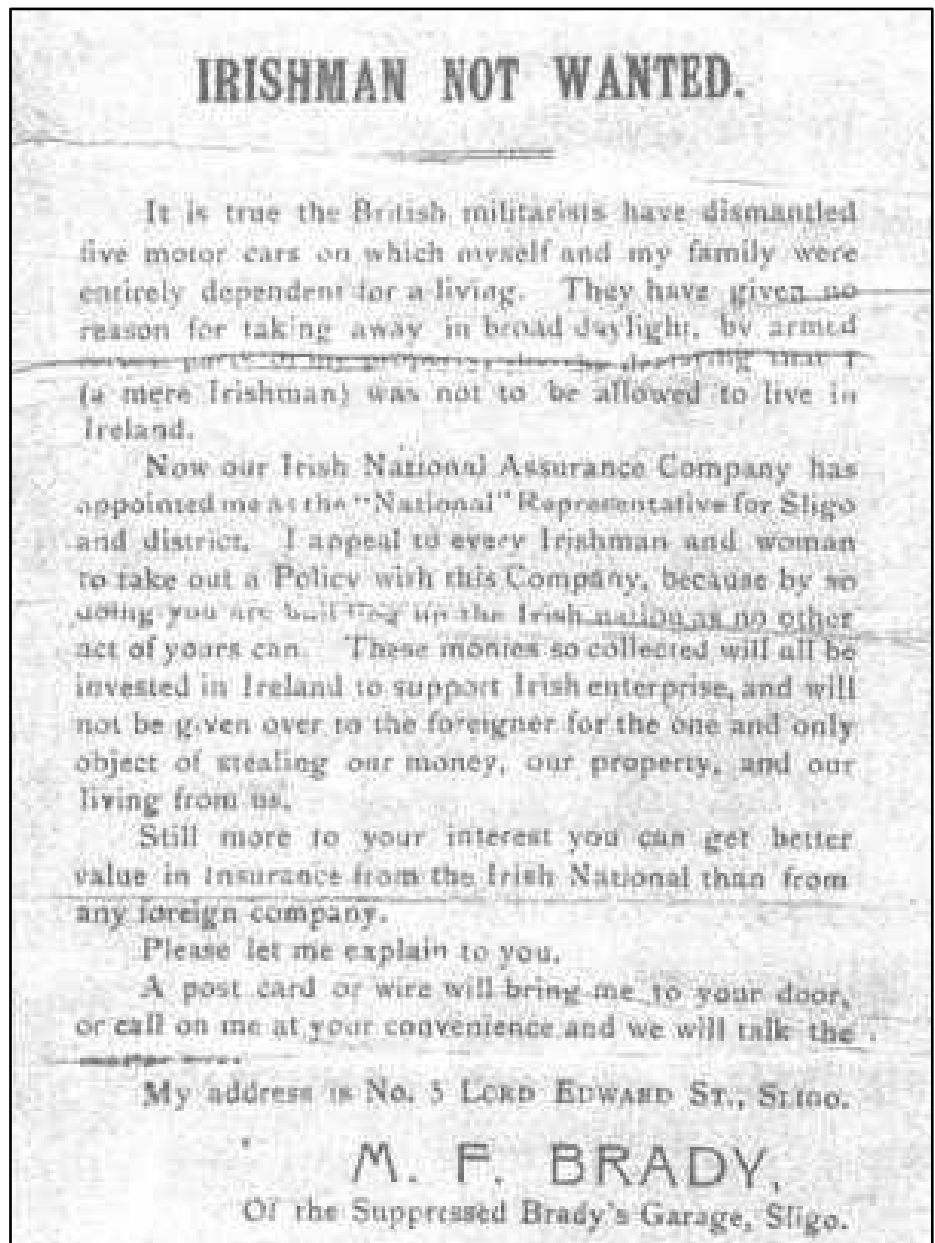 IRISHMAN NOT WANTED.
It is true the British militarists have dismantled
five motor cars on which myself and my family were
entirely dependent for a living. They have given no
reason for taking away in broad daylight, by armed
parts of my property, that I
(a mere Irishman) was not to be allowed to live in
Ireland.
Now our Irish National Assurance Company has
appointed me as the "National" Representative for Sligo
and district. I appeal to every Irishman and woman
to take out a Policy with this Company, because by so
doing you are building up the Irish nation as no other
act of yours can. These monies so collected will all be
invested in Ireland to support Irish enterprise, and will
not be given over to the foreigner for the one and only
object of stealing our money, our property, and our
living from us.
Still more to your interest you can get better
value in Insurance from the Irish National than from
any foreign company.
Please let me explain to you.
A post card or wire will bring me to your door,
or call on me at your convenience and we will talk the
My address is No. 5 LORD EDWARD ST., SLIGO.
M. F. BRADY,
Of the Suppressed Brady's Garage, Sligo.